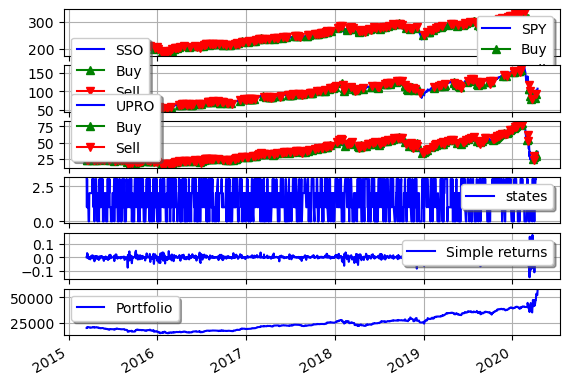 300
200
SPY
Buy
150
100
50
SSO
Buy
Sell
75
50
25
UPRO
Buy
Sell
2.5
0.0
states
0.1
0.0
−0.1
Simple returns
50000
25000
Portfolio
2015
2016
2017
2018
2019
2020